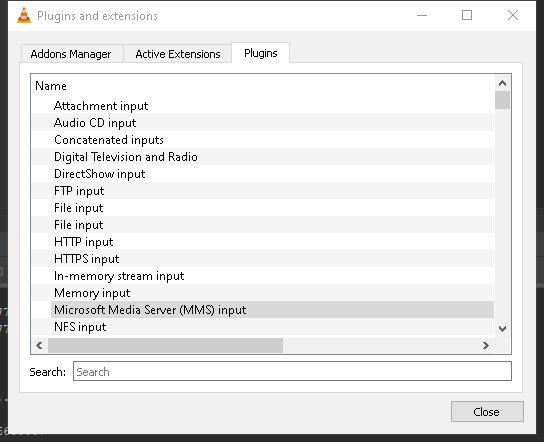 Plugins and extensions
Addons Manager
Active Extensions
Plugins
Name
Attachment input
Audio CD input
Concatenated inputs
Digital Television and Radio
DirectShow input
FTP input
File input
File input
HTTP input
HTTPS input
In-memory stream input
Memory input
Microsoft Media Server (MMS) input
NFS input
Search: Search
Close